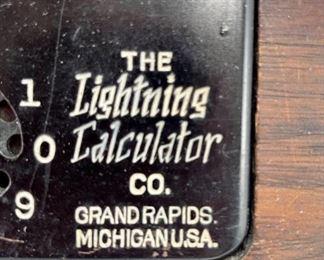 THE
Lightning
1
Calculator
0
CO.
9
GRAND RAPIDS.
MICHIGAN U.S.A.